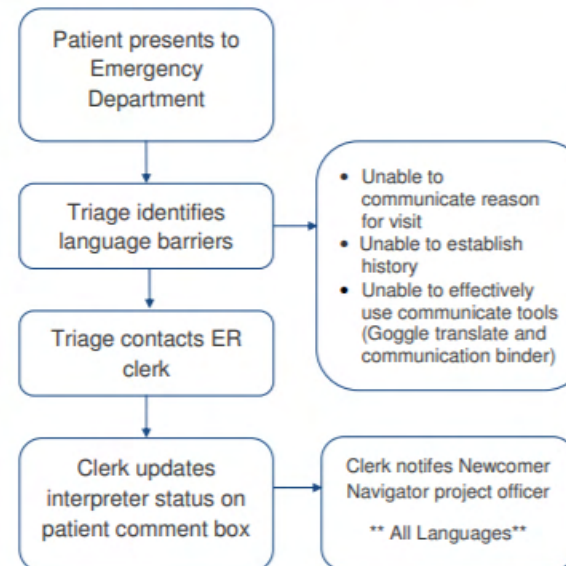 Patient presents to
Emergency
Department
Triage identifies
language barriers
• Unable to
communicate reason
for visit
• Unable to establish
history
• Unable to effectively
use communicate tools
(Goggle translate and
communication binder)
Triage contacts ER
clerk
Clerk updates
interpreter status on
patient comment box
Clerk notifes Newcomer
Navigator project officer
** All Languages**